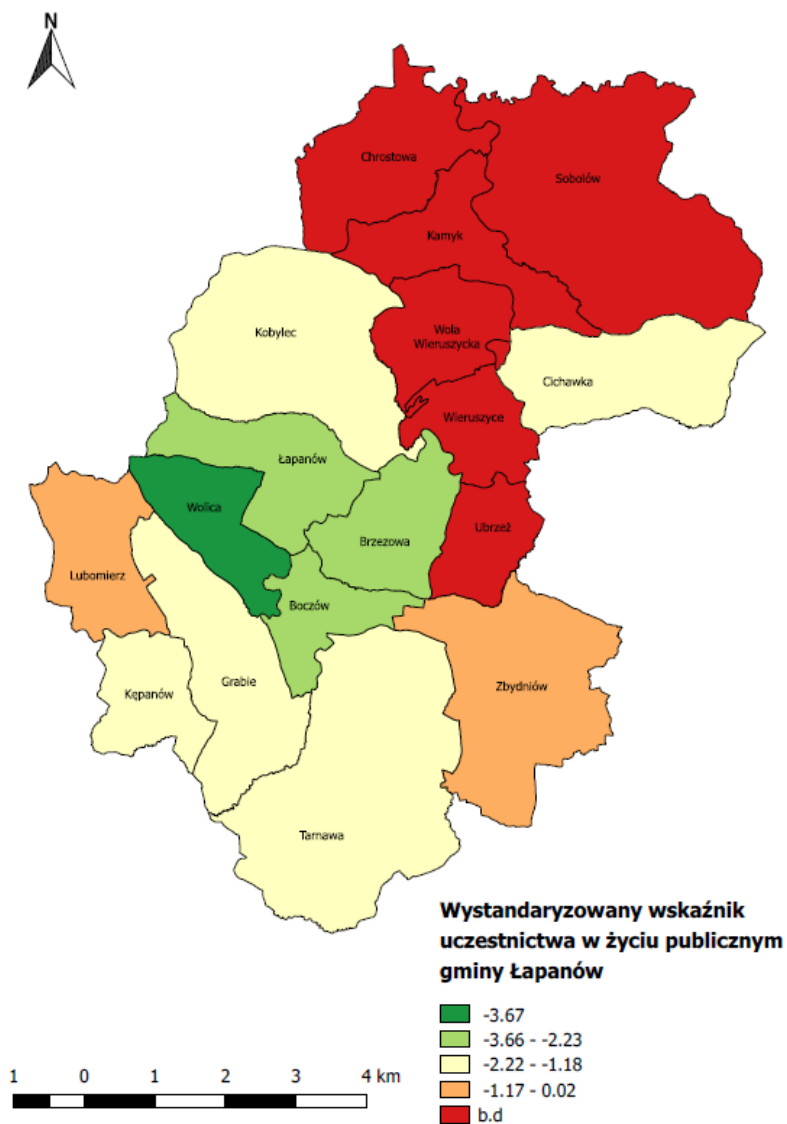 N
Chrostowa
Sobolów
Kamyk
Kobylec
Wola
Wieruszycka
Cichawka
Wieruszyce
Łapanów
Wolica
Ubrzeż
Brzezowa
Lubomierz
Boczów
Grabie
Zbydniów
Kępanów
Tarnawa
Wystandaryzowany wskaźnik
uczestnictwa w życiu publicznym
gminy Łapanów
-3.67
-3.66 - -2.23
-2.22 - -1.18
-1.17 - 0.02
b.d
1 0 1 2 3 4 km